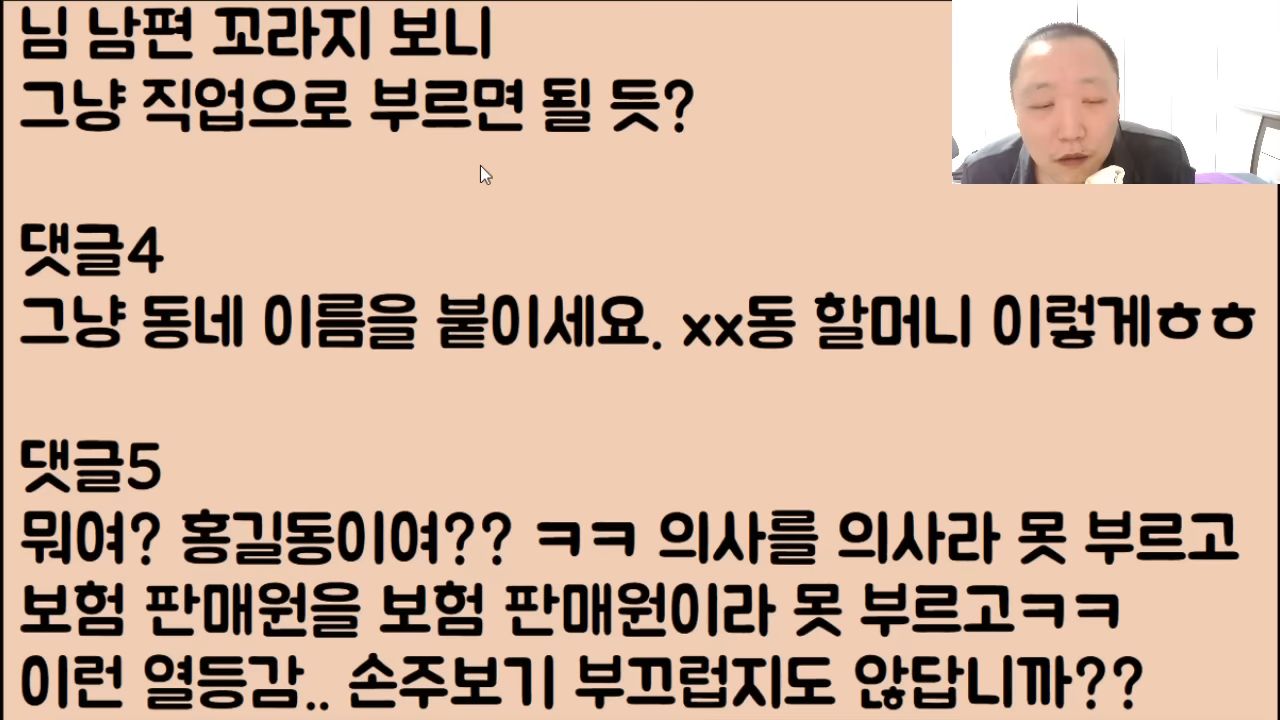 님 남편 꼬라지 보니
그냥 직업으로 부르면 될 듯?
댓글4
그냥 동네 이름을 붙이세요. xx동 할머니 이렇게ㅎㅎ
댓글5
뭐여? 홍길동이여?? ㅋㅋ 의사를 의사라 못 부르고
보험 판매원을 보험 판매원이라 못 부르고ㅋㅋ
이런 열등감.. 손주보기 부끄럽지도 않답니까??